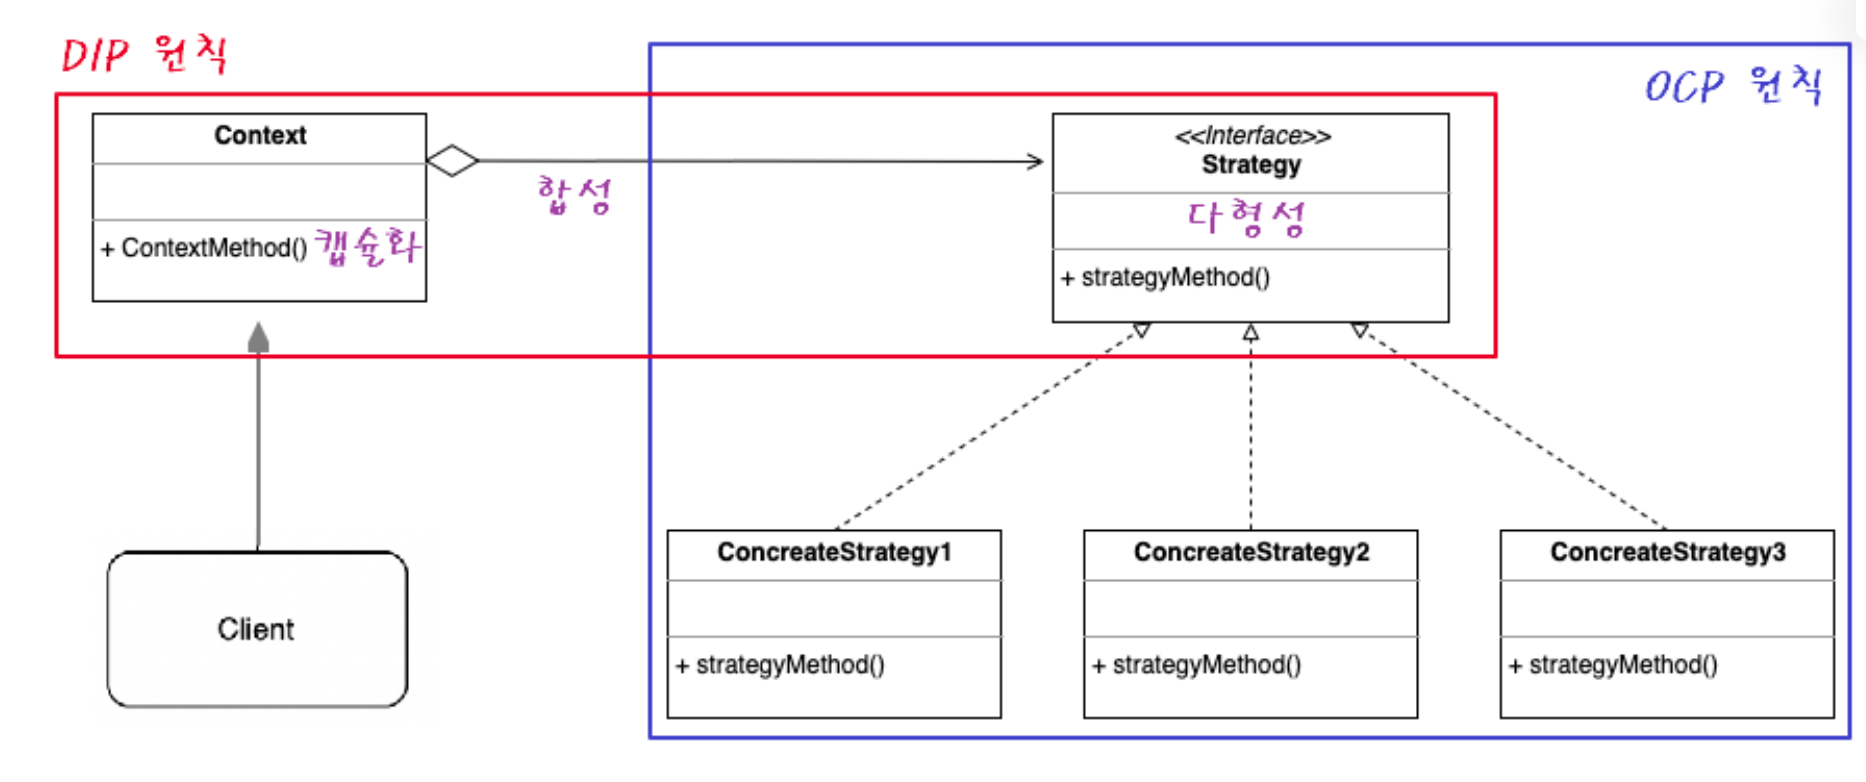 DIP 원칙
OCP 원칙
Context
+ ContextMethod() 캡슐화
합성
<<Interface>>
Strategy
다형성
+ strategyMethod()
Client
ConcreateStrategy1
+ strategyMethod()
ConcreateStrategy2
+ strategyMethod()
ConcreateStrategy3
+ strategyMethod()